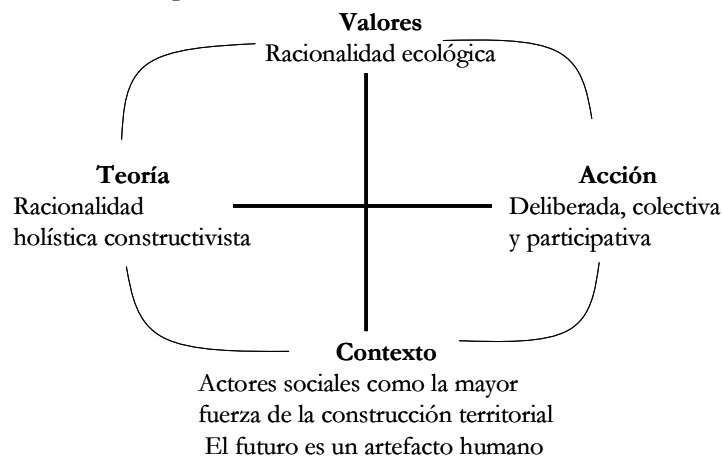 Valores
Racionalidad ecológica
Teoría
Racionalidad
holística constructivista
Acción
Deliberada, colectiva
y participativa
Contexto
Actores sociales como la mayor
fuerza de la construcción territorial
El futuro es un artefacto humano